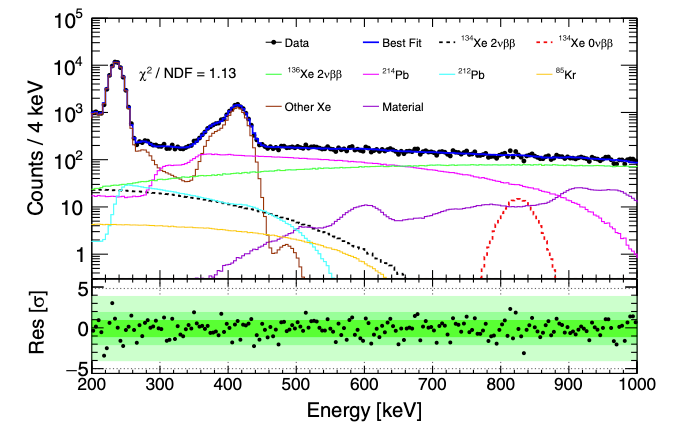 10⁵
10⁴
10³
10²
10
1
Counts / 4 keV
Data
Best Fit
¹³⁴Xe 2νββ
¹³⁴Xe 0νββ
¹³⁶Xe 2νββ
²¹⁴Pb
²¹²Pb
⁸⁵Kr
Other Xe
Material
χ² / NDF = 1.13
5
0
−5
Res [σ]
200 300 400 500 600 700 800 900 1000
Energy [keV]